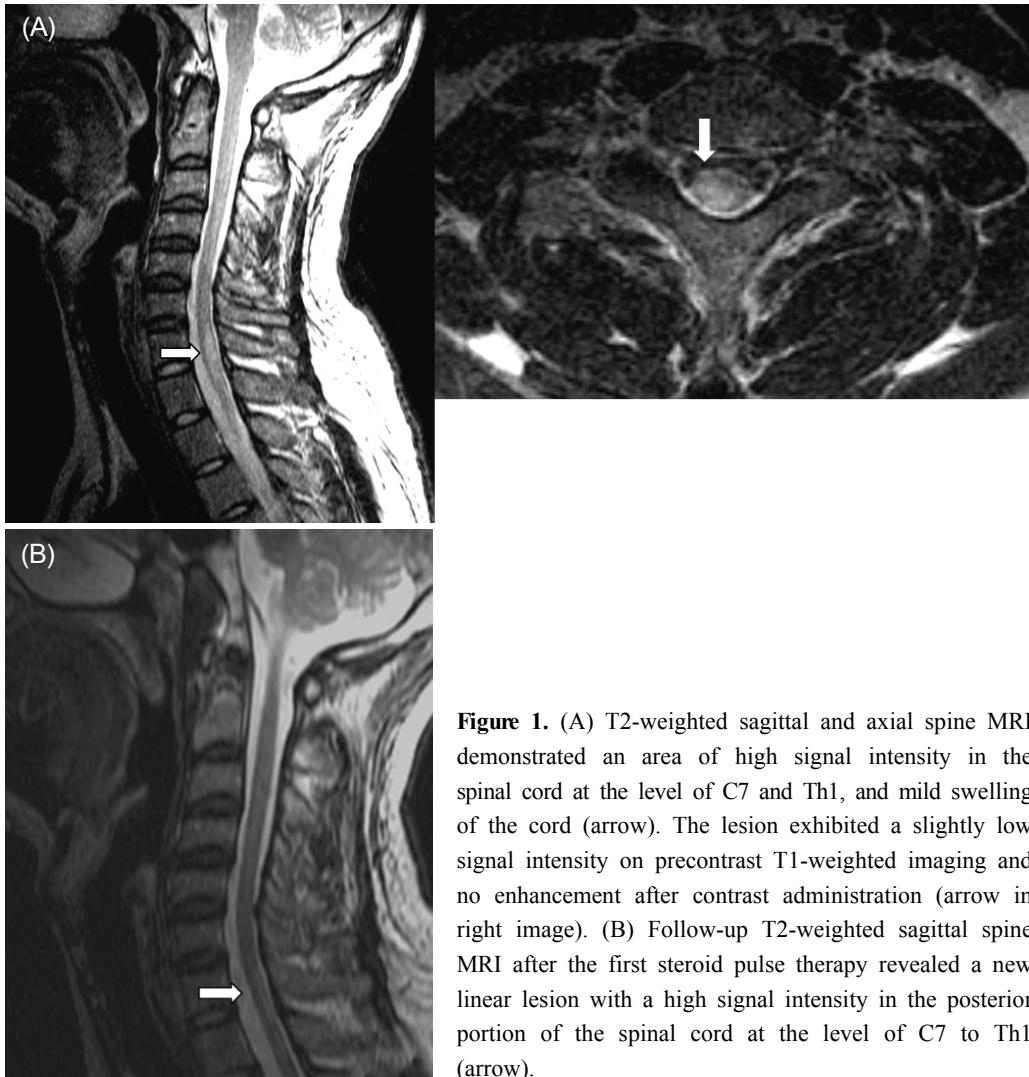 (A)
(B)
Figure 1. (A) T2-weighted sagittal and axial spine MRI
demonstrated an area of high signal intensity in the
spinal cord at the level of C7 and Th1, and mild swelling
of the cord (arrow). The lesion exhibited a slightly low
signal intensity on precontrast T1-weighted imaging and
no enhancement after contrast administration (arrow in
right image). (B) Follow-up T2-weighted sagittal spine
MRI after the first steroid pulse therapy revealed a new
linear lesion with a high signal intensity in the posterior
portion of the spinal cord at the level of C7 to Th1
(arrow).